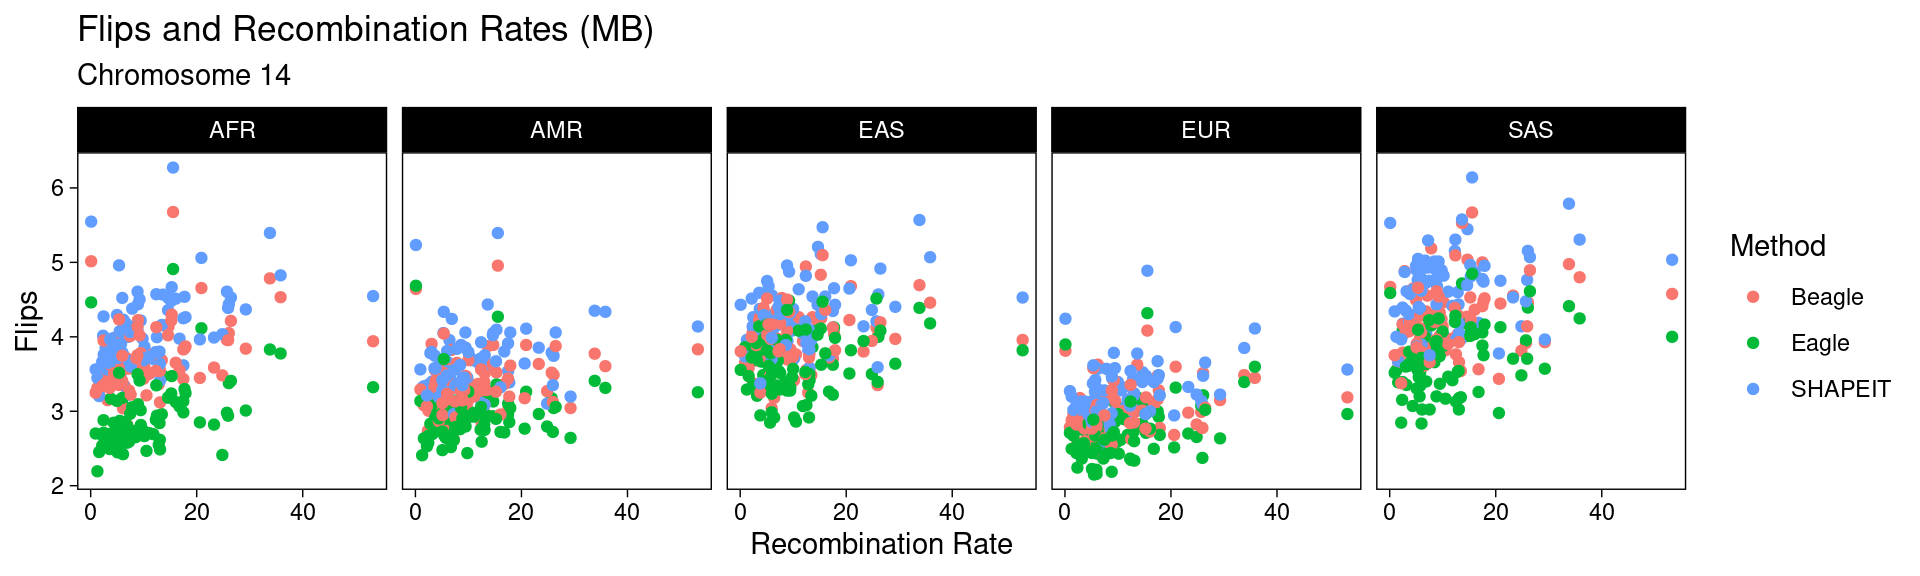 Flips and Recombination Rates (MB)
Chromosome 14
AFR
AMR
EAS
EUR
SAS
Flips
6
5
4
3
2
0 20 40
0 20 40
0 20 40
0 20 40
0 20 40
Recombination Rate
Method
Beagle
Eagle
SHAPEIT